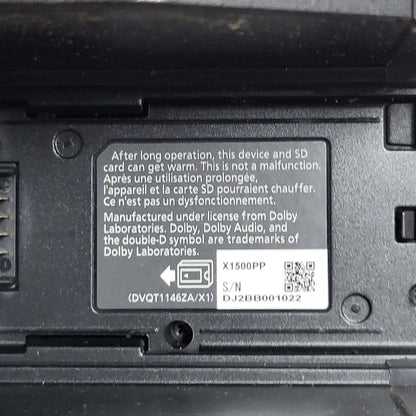 After long operation, this device and SD
card can get warm. This is not a malfunction.
Après une utilisation prolongée,
l'appareil et la carte SD pourraient chauffer.
Ce n'est pas un dysfonctionnement.
Manufactured under license from Dolby
Laboratories. Dolby, Dolby Audio, and
the double-D symbol are trademarks of
Dolby Laboratories.
X1500PP
S/N
(DVQT1146ZA/X1)
DJ2BB001022